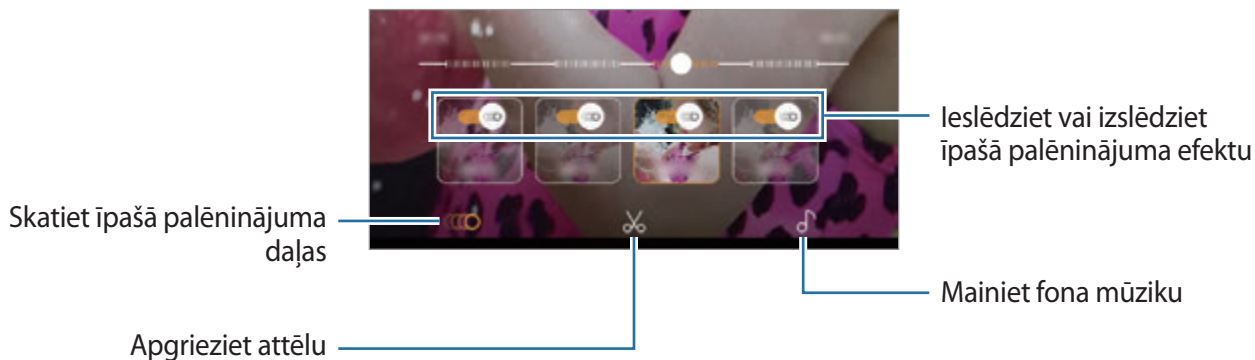 Ieslēdziet vai izslēdziet
īpašā palēninājuma efektu
Skatiet īpašā palēninājuma
daļas
Mainiet fona mūziku
Apgrieziet attēlu